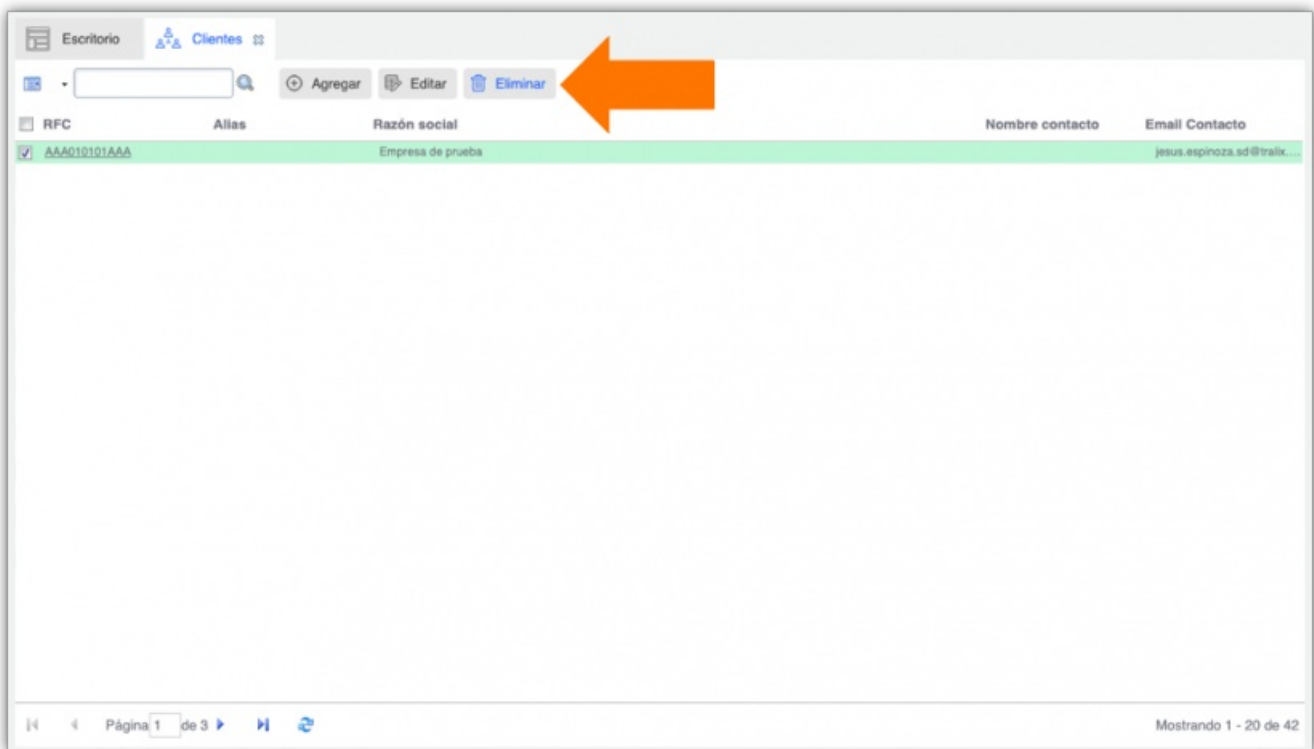 Escritorio Clientes
Agregar Editar Eliminar
RFC Alias Razón social Nombre contacto Email Contacto
AAA010101AAA Empresa de prueba jesus.espinoza.sd@tralix....
Página 1 de 3 Mostrando 1 - 20 de 42